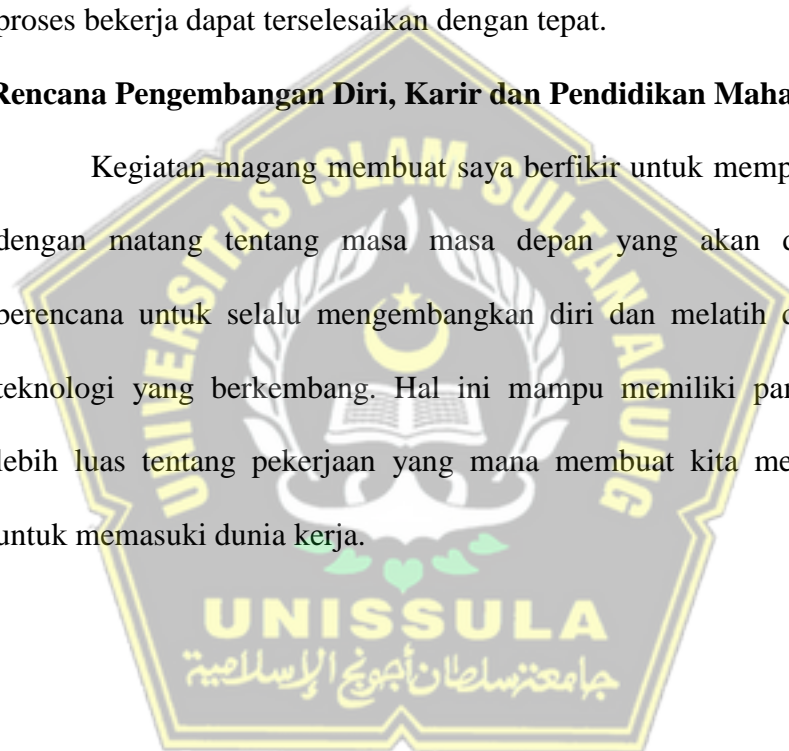 proses bekerja dapat terselesaikan dengan tepat.
Rencana Pengembangan Diri, Karir dan Pendidikan Maha
Kegiatan magang membuat saya berfikir untuk memp
dengan matang tentang masa masa depan yang akan d
berencana untuk selalu mengembangkan diri dan melatih d
teknologi yang berkembang. Hal ini mampu memiliki par
lebih luas tentang pekerjaan yang mana membuat kita me
untuk memasuki dunia kerja.
UNIVERSITAS ISLAM SULTAN AGUNG
UNISSULA
جامعتنسلطان أجونج الإسلامية